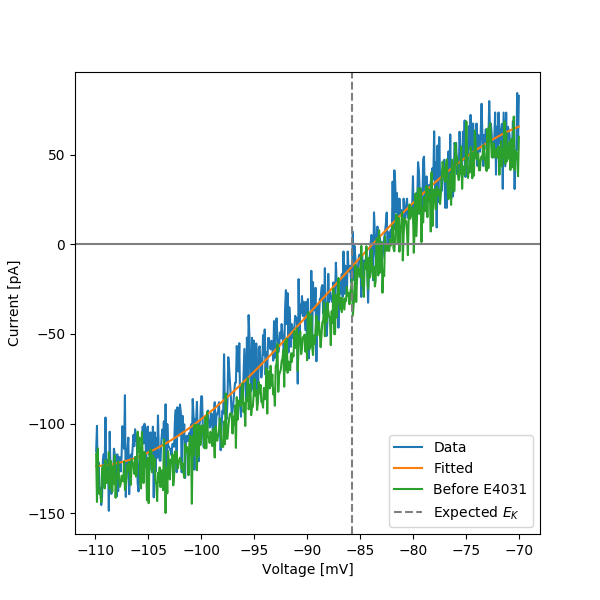 50
0
−50
−100
−150
Current [pA]
−110 −105 −100 −95 −90 −85 −80 −75 −70
Voltage [mV]
Data
Fitted
Before E4031
Expected E_K